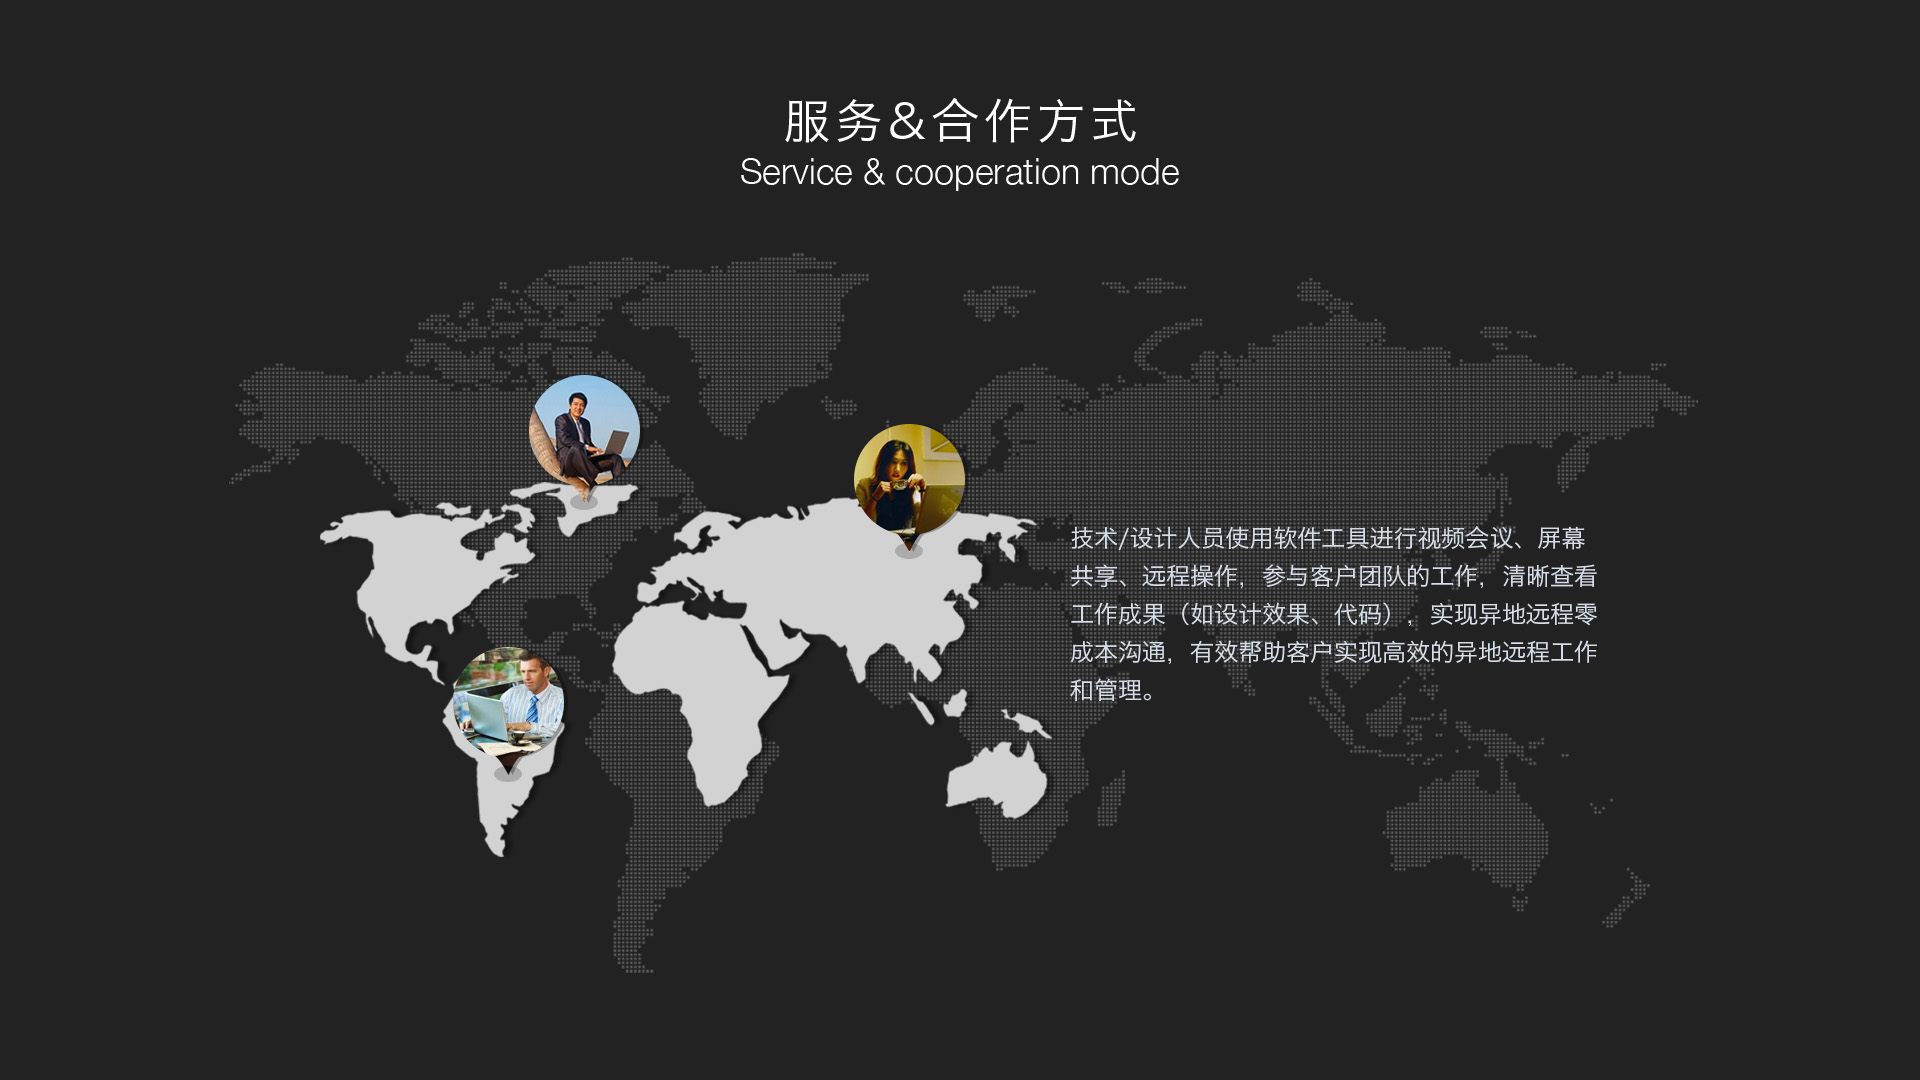 服务&合作方式
Service & cooperation mode
技术/设计人员使用软件工具进行视频会议、屏幕
共享、远程操作，参与客户团队的工作，清晰查看
工作成果（如设计效果、代码），实现异地远程零
成本沟通，有效帮助客户实现高效的异地远程工作
和管理。